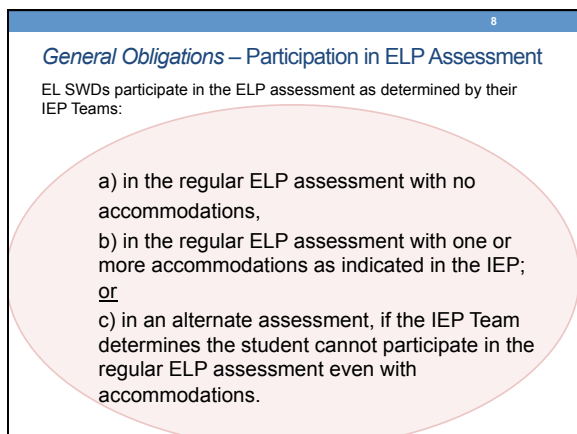 8
General Obligations – Participation in ELP Assessment
EL SWDs participate in the ELP assessment as determined by their
IEP Teams:
a) in the regular ELP assessment with no
accommodations,
b) in the regular ELP assessment with one or
more accommodations as indicated in the IEP;
or
c) in an alternate assessment, if the IEP Team
determines the student cannot participate in the
regular ELP assessment even with
accommodations.